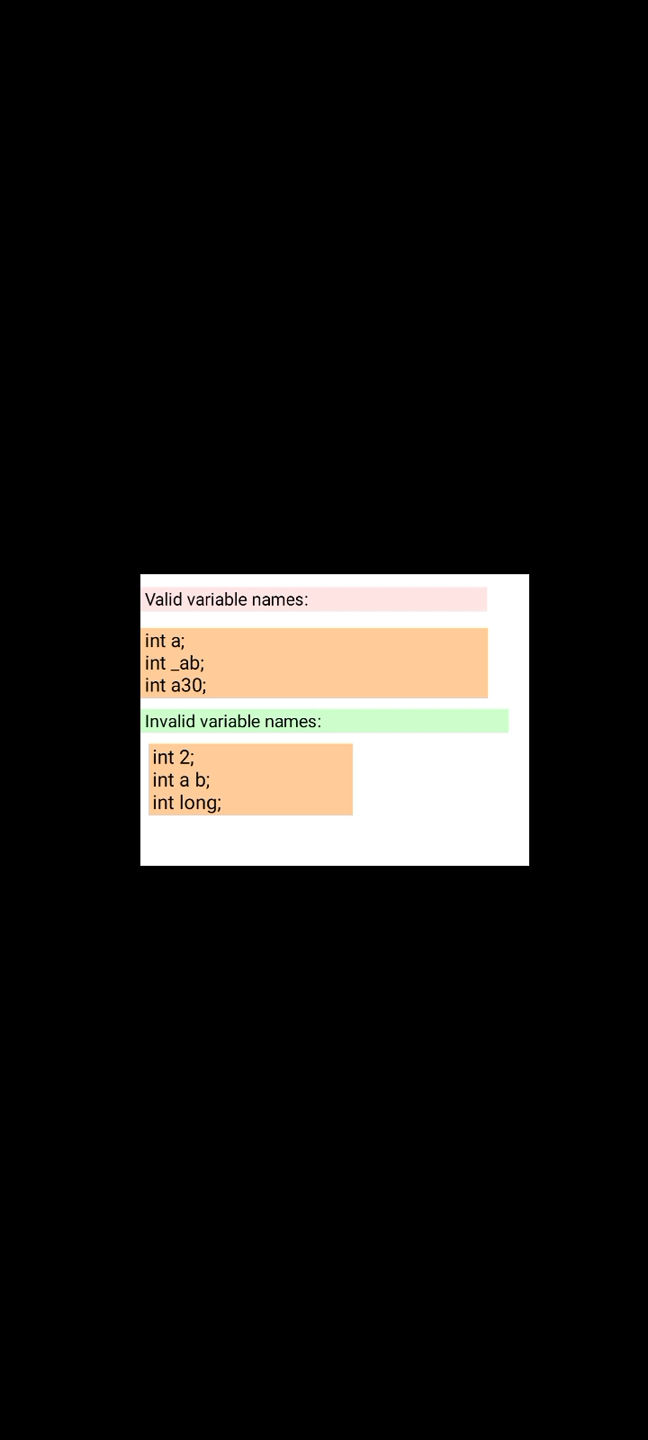 Valid variable names:
int a;
int _ab;
int a30;
Invalid variable names:
int 2;
int a b;
int long;